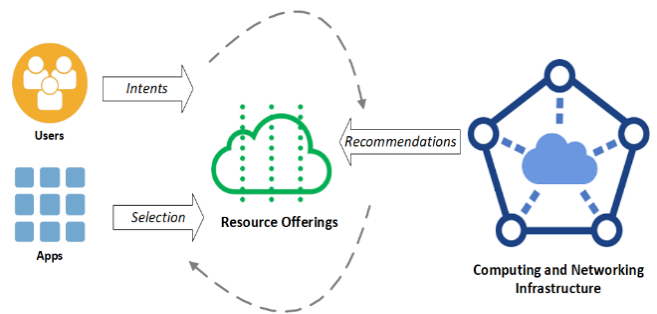 Users
Intents
Apps
Selection
Resource Offerings
Recommendations
Computing and Networking
Infrastructure